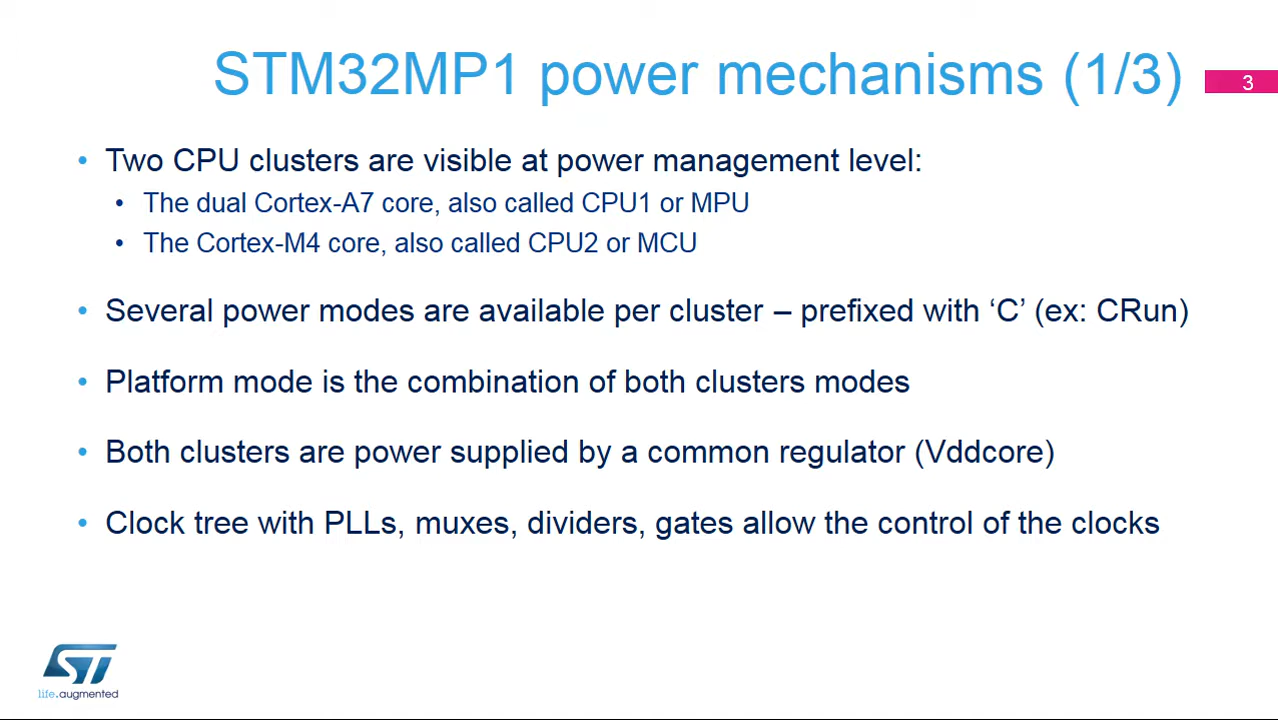 STM32MP1 power mechanisms (1/3)
3
• Two CPU clusters are visible at power management level:
• The dual Cortex-A7 core, also called CPU1 or MPU
• The Cortex-M4 core, also called CPU2 or MCU
• Several power modes are available per cluster – prefixed with ‘C’ (ex: CRun)
• Platform mode is the combination of both clusters modes
• Both clusters are power supplied by a common regulator (Vddcore)
• Clock tree with PLLs, muxes, dividers, gates allow the control of the clocks
ST
life.augmented